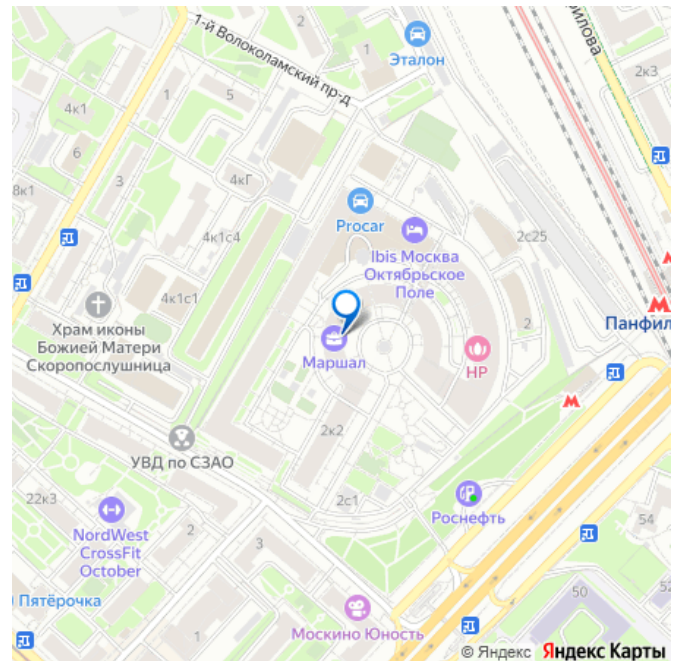 2
1-й Волоколамский пр-д
Эталон
1
илова
2к3
4к1
1
5
6
3
4кГ
8к1
Procar
4к1с4
Ibis Москва
Октябрьское
Поле
2с25
4к1с1
Храм иконы
Божией Матери
Скоропослушница
2
Панфил
Маршал
HP
2к2
УВД по СЗАО
2с1
22к3
Роснефть
NordWest
CrossFit
October
2
3
54
50
Пятёрочка
1
Москино Юность
52
© Яндекс Яндекс Карты